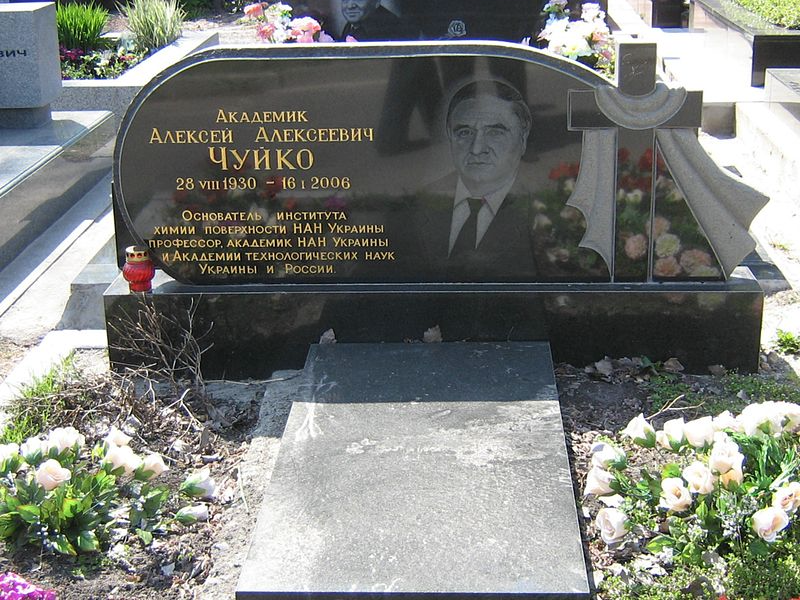 Академик
Алексей Алексеевич
Чуйко
28 VIII 1930 – 16 I 2006
Основатель института
химии поверхности НАН Украины
профессор, академик НАН Украины
и Академии технологических наук
Украины и России.